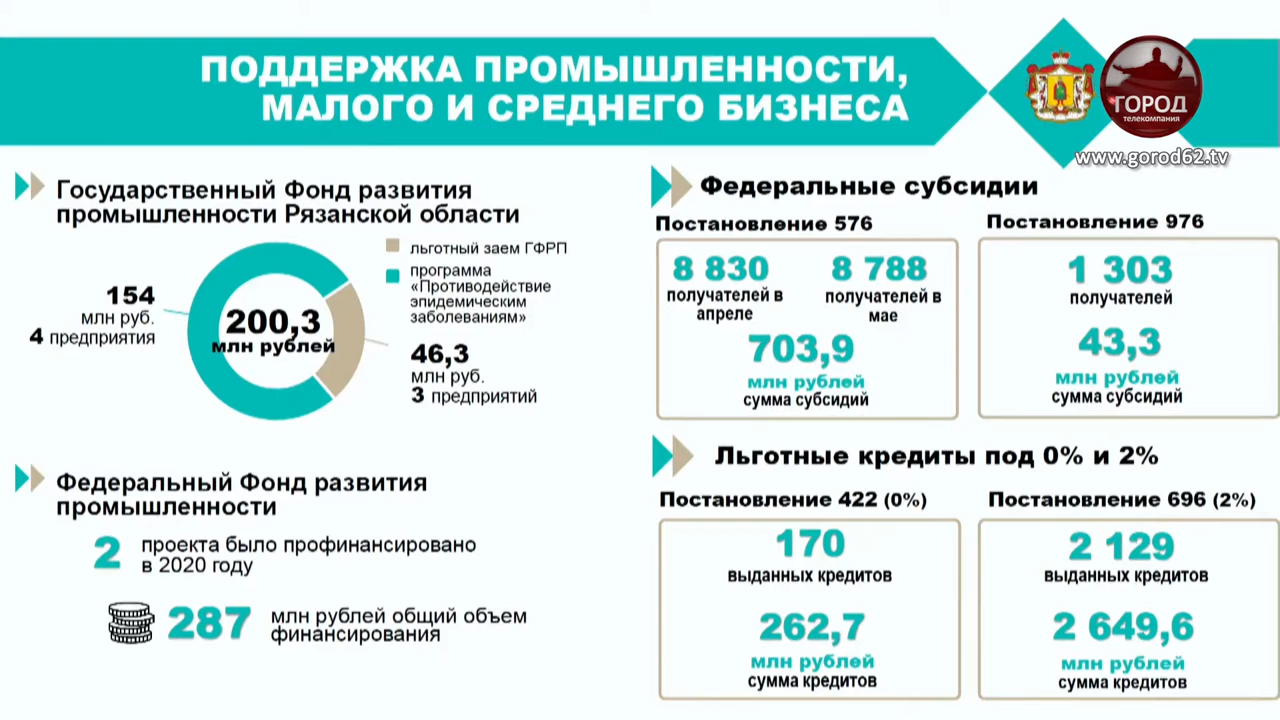 ПОДДЕРЖКА ПРОМЫШЛЕННОСТИ,
МАЛОГО И СРЕДНЕГО БИЗНЕСА
ГОРОД
телекомпания
www.gorod62.tv
Государственный Фонд развития
промышленности Рязанской области
льготный заем ГФРП
программа
«Противодействие
эпидемическим
заболеваниям»
154
млн руб.
4 предприятия
200,3
млн рублей
46,3
млн руб.
3 предприятий
Федеральный Фонд развития
промышленности
2
проекта было профинансировано
в 2020 году
287
млн рублей общий объем
финансирования
Федеральные субсидии
Постановление 576
8 830
получателей в
апреле
8 788
получателей в
мае
703,9
млн рублей
сумма субсидий
Постановление 976
1 303
получателей
43,3
млн рублей
сумма субсидий
Льготные кредиты под 0% и 2%
Постановление 422 (0%)
170
выданных кредитов
262,7
млн рублей
сумма кредитов
Постановление 696 (2%)
2 129
выданных кредитов
2 649,6
млн рублей
сумма кредитов